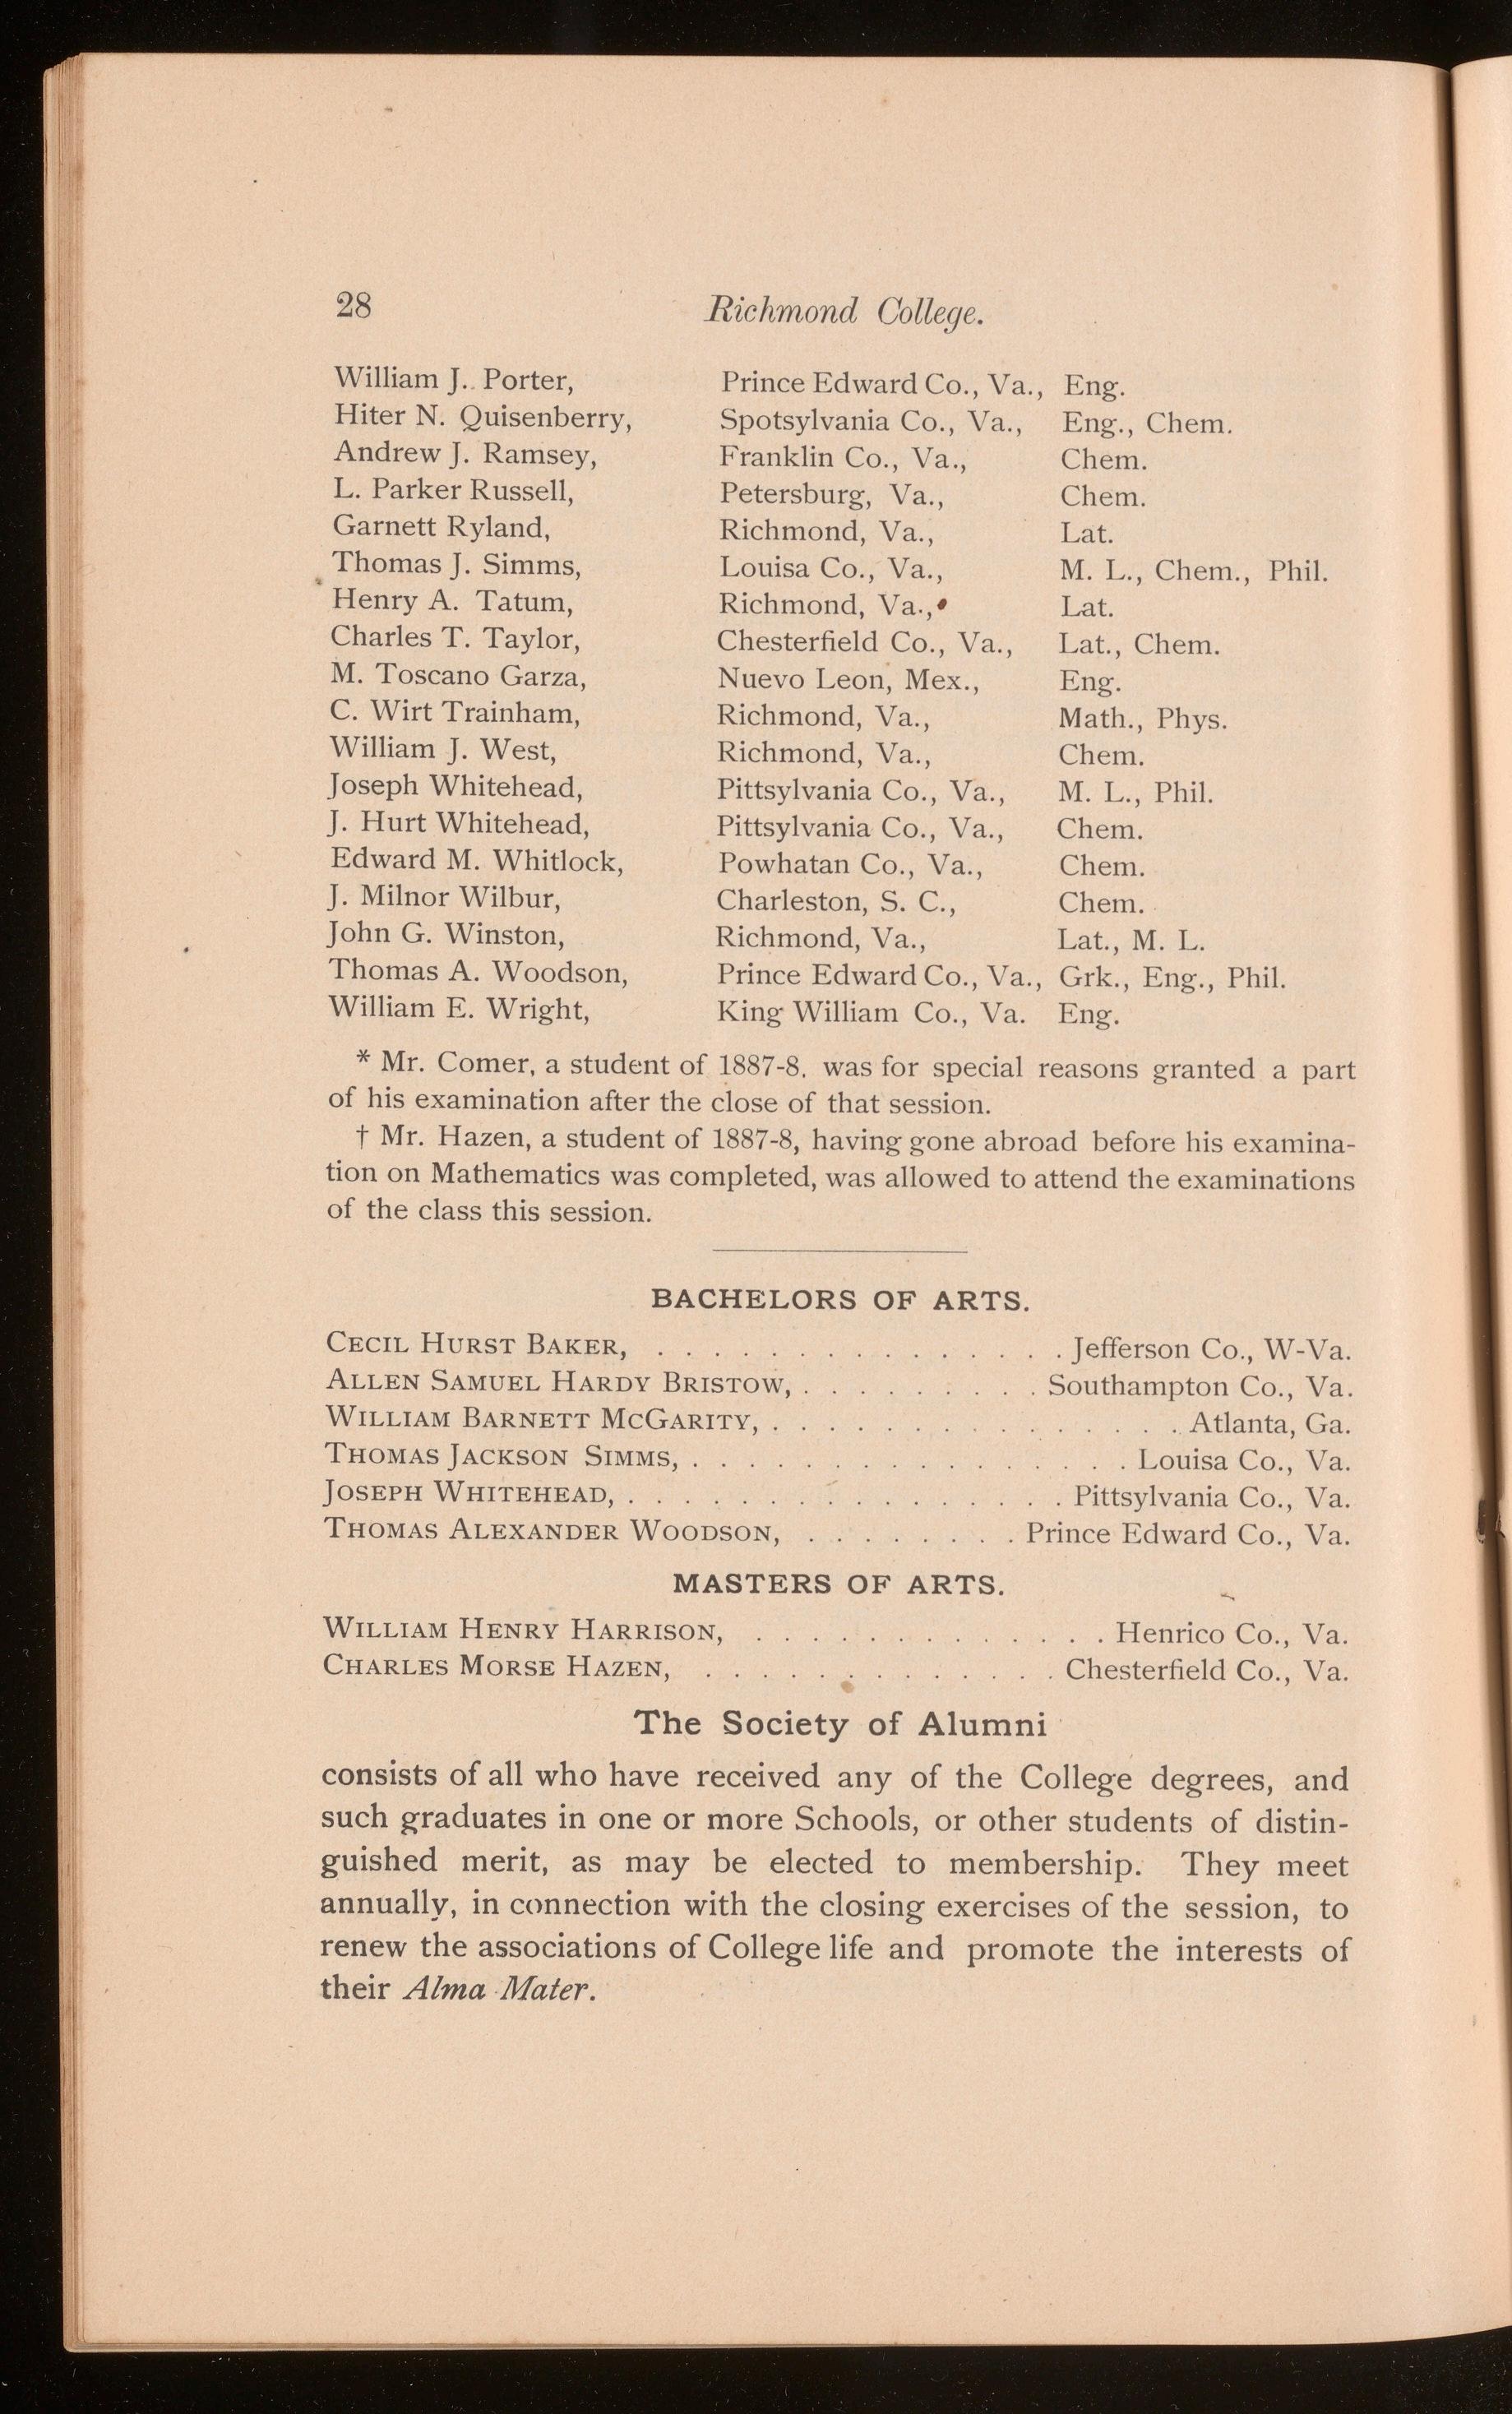 28 Richmond College.
William J. Porter, Prince Edward Co., Va., Eng.
Hiter N. Quisenberry, Spotsylvania Co., Va., Eng., Chem.
Andrew J. Ramsey, Franklin Co., Va., Chem.
L. Parker Russell, Petersburg, Va., Chem.
Garnett Ryland, Richmond, Va., Lat.
Thomas J. Simms, Louisa Co., Va., M. L., Chem., Phil.
Henry A. Tatum, Richmond, Va., Lat.
Charles T. Taylor, Chesterfield Co., Va., Lat., Chem.
M. Toscano Garza, Nuevo Leon, Mex., Eng.
C. Wirt Trainham, Richmond, Va., Math., Phys.
William J. West, Richmond, Va., Chem.
Joseph Whitehead, Pittsylvania Co., Va., M. L., Phil.
J. Hurt Whitehead, Pittsylvania Co., Va., Chem.
Edward M. Whitlock, Powhatan Co., Va., Chem.
J. Milnor Wilbur, Charleston, S. C., Chem.
John G. Winston, Richmond, Va., Lat., M. L.
Thomas A. Woodson, Prince Edward Co., Va., Grk., Eng., Phil.
William E. Wright, King William Co., Va. Eng.
* Mr. Comer, a student of 1887-8. was for special reasons granted a part
of his examination after the close of that session.
† Mr. Hazen, a student of 1887-8, having gone abroad before his examina-
tion on Mathematics was completed, was allowed to attend the examinations
of the class this session.
BACHELORS OF ARTS.
CECIL HURST BAKER, . . . . . . . . . . . . . . . Jefferson Co., W-Va.
ALLEN SAMUEL HARDY BRISTOW, . . . . . . . . . Southampton Co., Va.
WILLIAM BARNETT MCGARITY, . . . . . . . . . . . . . . . Atlanta, Ga.
THOMAS JACKSON SIMMS, . . . . . . . . . . . . . . . . Louisa Co., Va.
JOSEPH WHITEHEAD, . . . . . . . . . . . . . . . . Pittsylvania Co., Va.
THOMAS ALEXANDER WOODSON, . . . . . . . . Prince Edward Co., Va.
MASTERS OF ARTS.
WILLIAM HENRY HARRISON, . . . . . . . . . . . . . Henrico Co., Va.
CHARLES MORSE HAZEN, . . . . . . . . . . . . . Chesterfield Co., Va.
The Society of Alumni
consists of all who have received any of the College degrees, and
such graduates in one or more Schools, or other students of distin-
guished merit, as may be elected to membership. They meet
annually, in connection with the closing exercises of the session, to
renew the associations of College life and promote the interests of
their Alma Mater.